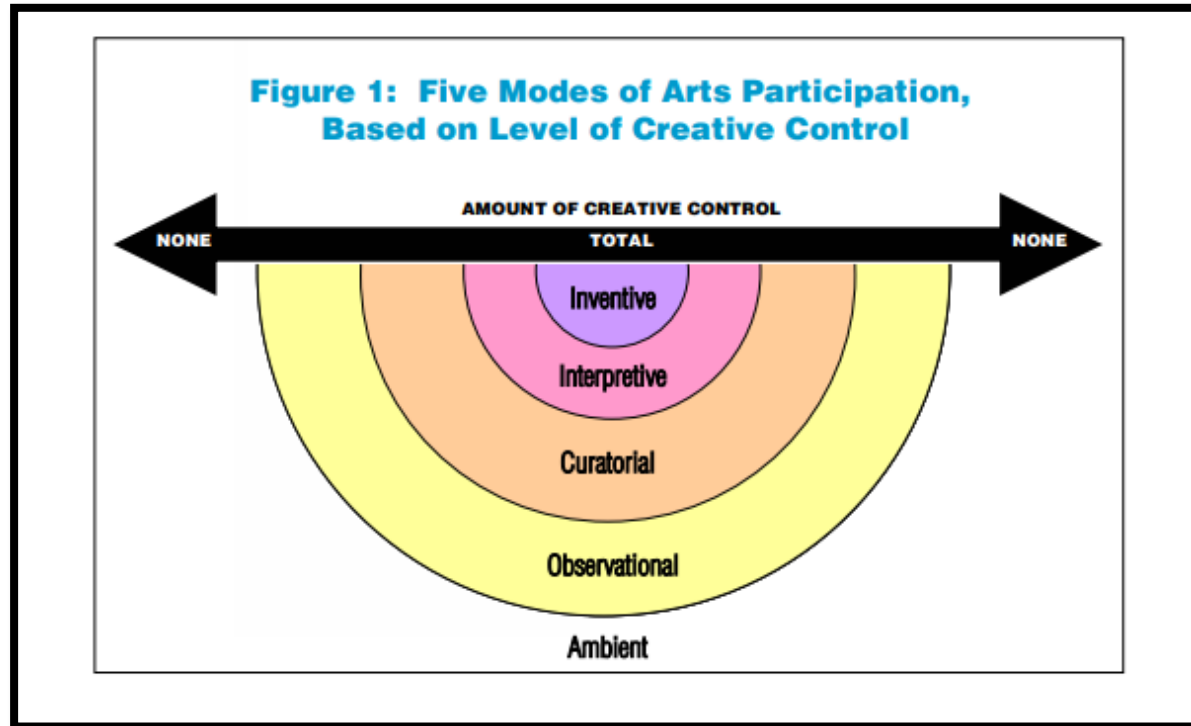 Figure 1: Five Modes of Arts Participation,
Based on Level of Creative Control
AMOUNT OF CREATIVE CONTROL
NONE TOTAL NONE
Inventive
Interpretive
Curatorial
Observational
Ambient